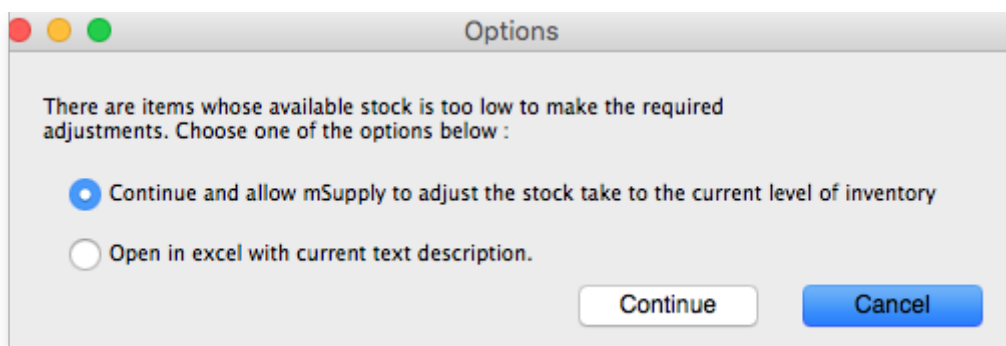 Options
There are items whose available stock is too low to make the required
adjustments. Choose one of the options below :
Continue and allow mSupply to adjust the stock take to the current level of inventory
Open in excel with current text description.
Continue Cancel